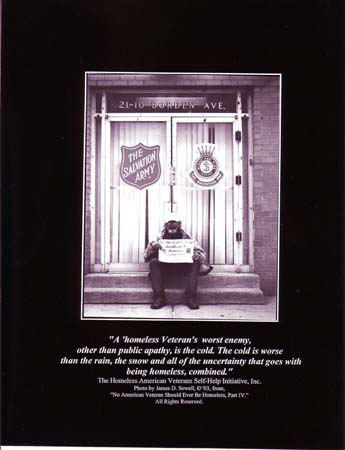 21-10 BORDEN AVE.
THE
SALVATION
ARMY
"A 'homeless Veteran's worst enemy,
other than public apathy, is the cold. The cold is worse
than the rain, the snow and all of the uncertainty that goes with
being homeless, combined."
The Homeless American Veterans Self-Help Initiative, Inc.
Photo by James D. Sewell, © '03, from,
"No American Veteran Should Ever Be Homeless, Part IV."
All Rights Reserved.